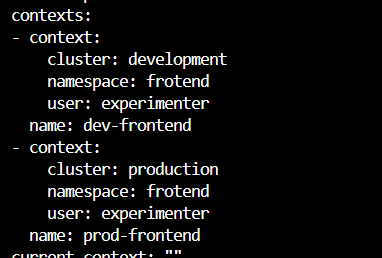 contexts:
- context:
    cluster: development
    namespace: frotend
    user: experimenter
  name: dev-frontend
- context:
    cluster: production
    namespace: frotend
    user: experimenter
  name: prod-frontend
current-context: ""